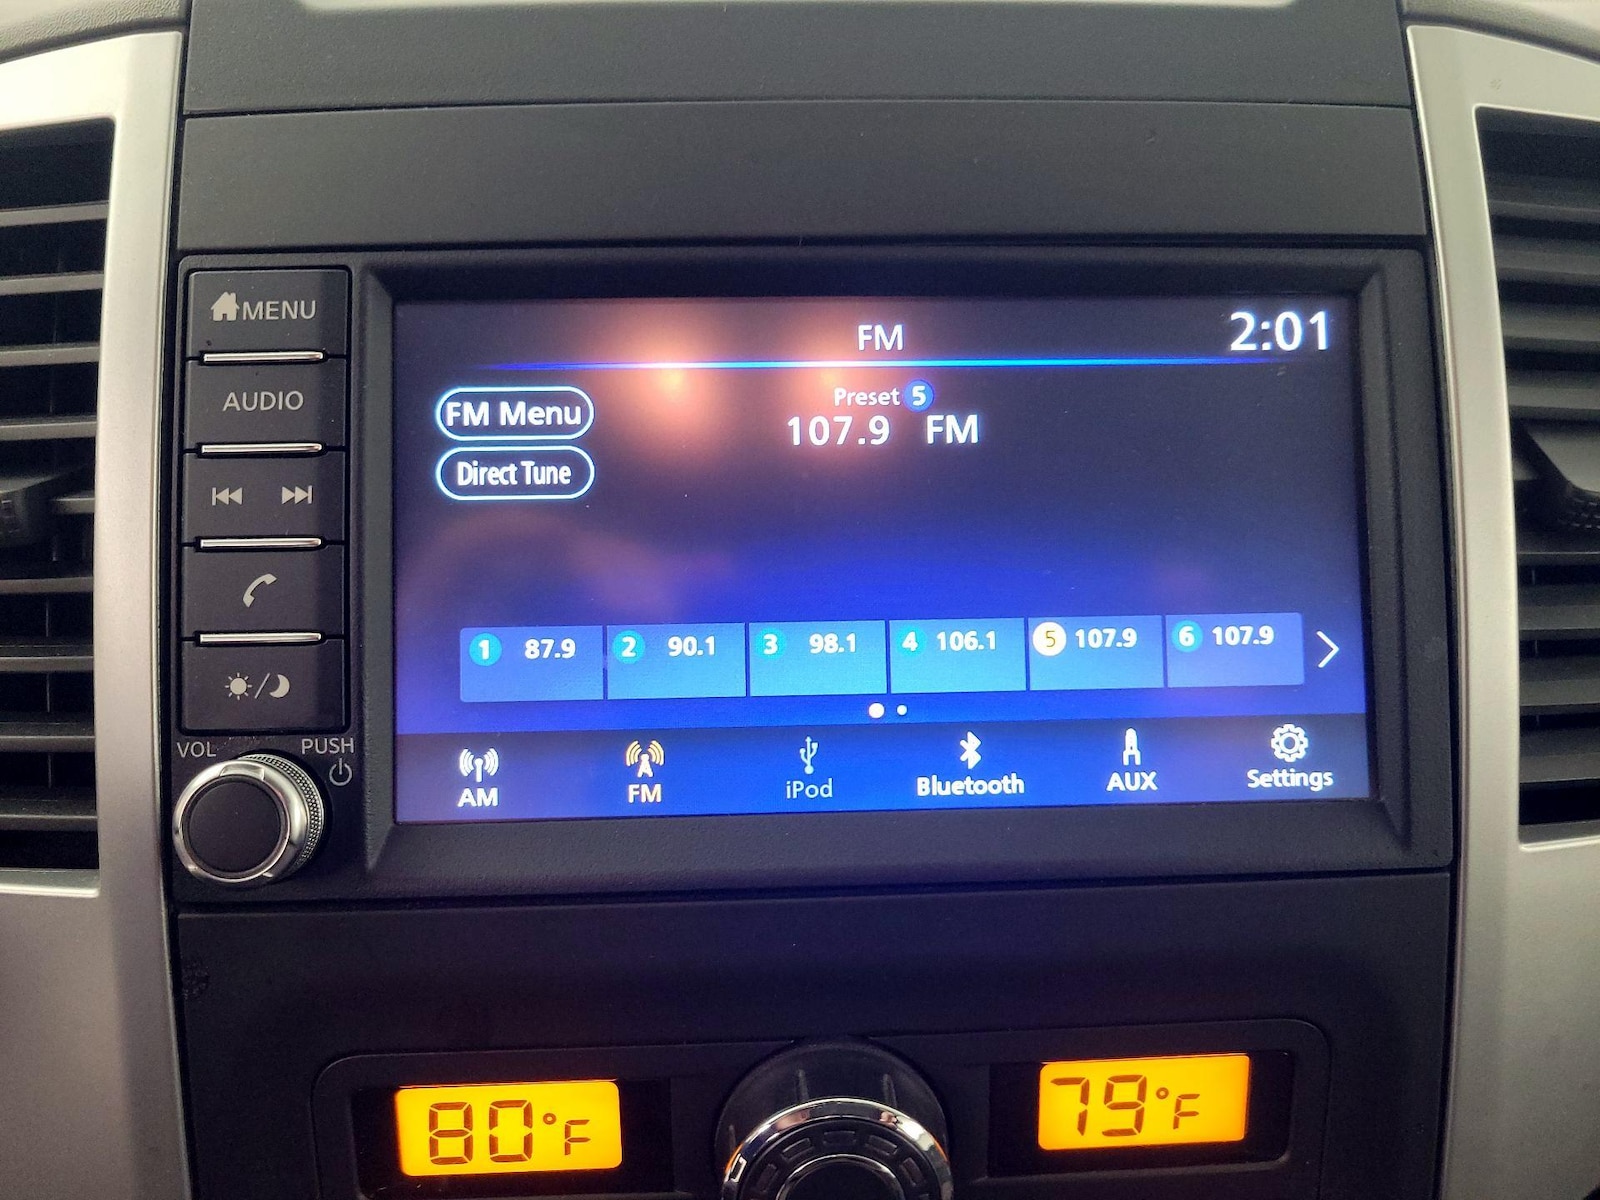 MENU
AUDIO
VOL
PUSH
FM
2:01
FM Menu
Direct Tune
Preset 5
107.9 FM
1 87.9
2 90.1
3 98.1
4 106.1
5 107.9
6 107.9
AM
FM
iPod
Bluetooth
AUX
Settings
80°F
79°F